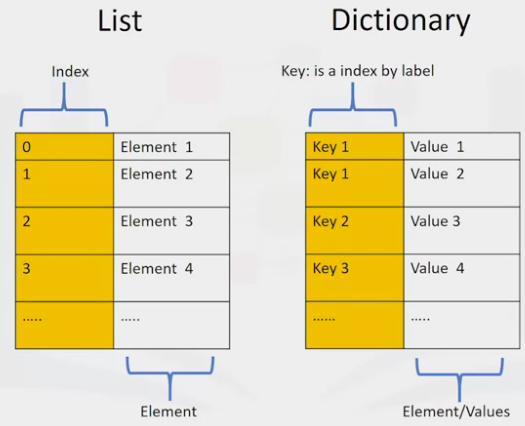 List
Dictionary
Index
Key: is a index by label
0 Element 1
1 Element 2
2 Element 3
3 Element 4
..... .....
Element
Key 1 Value 1
Key 1 Value 2
Key 2 Value 3
Key 3 Value 4
...... .....
Element/Values